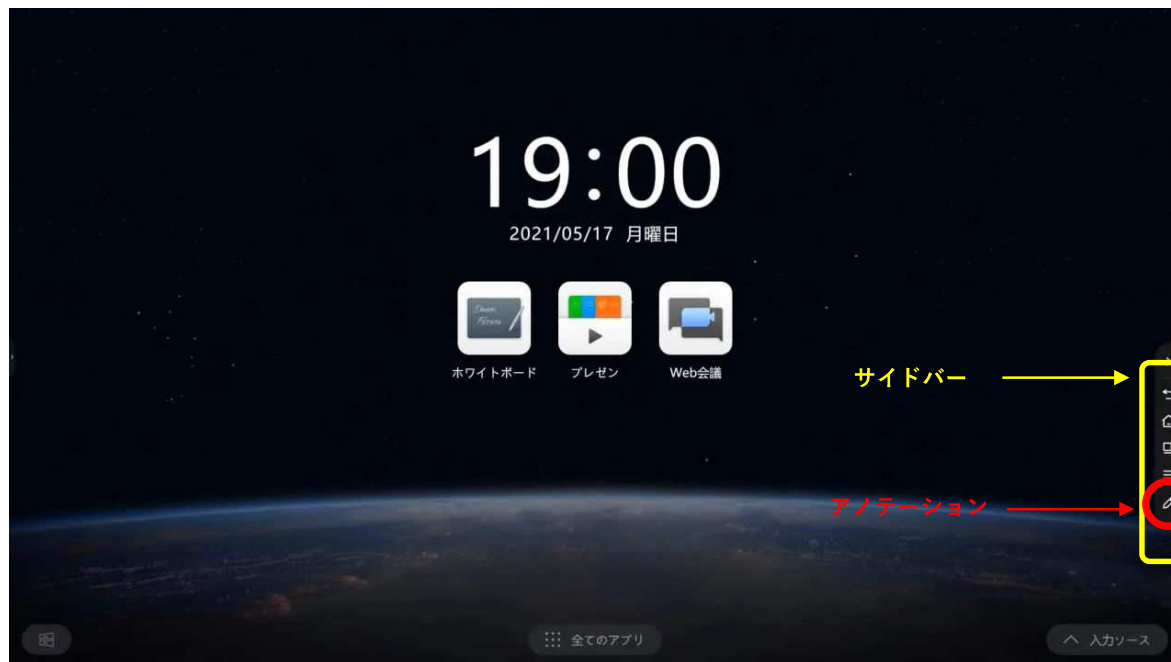 19:00
2021/05/17 月曜日
ホワイトボード
プレゼン
Web会議
サイドバー
アノテーション
全てのアプリ
入力ソース